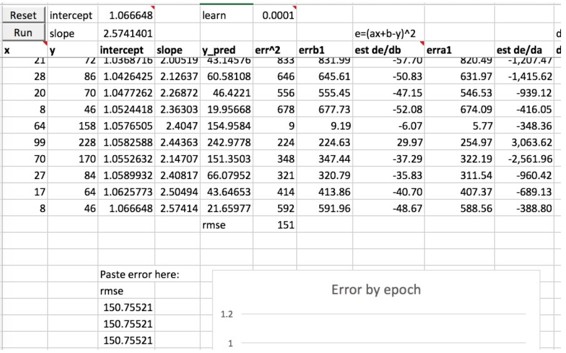 Reset intercept 1.066648 learn 0.0001
Run slope 2.5741401 e=(ax+b-y)^2
x y intercept slope y_pred err^2 errb1 est de/db erra1 est de/da d
21 72 1.0368716 2.00519 43.14576 833 831.99 -57.70 820.49 -1,207.47
28 86 1.0426425 2.12637 60.58108 646 645.61 -50.83 631.97 -1,415.62
20 70 1.0477262 2.26872 46.4221 556 555.45 -47.15 546.53 -939.12
8 46 1.0524418 2.36303 19.95668 678 677.73 -52.08 674.09 -416.05
64 158 1.0576505 2.4047 154.9584 9 9.19 -6.07 5.77 -348.36
99 228 1.0582588 2.44363 242.9778 224 224.63 29.97 254.97 3,063.62
70 170 1.0552632 2.14707 151.3503 348 347.44 -37.29 322.19 -2,561.96
27 84 1.0589932 2.40817 66.07952 321 320.79 -35.83 311.54 -960.42
17 64 1.0625773 2.50494 43.64653 414 413.86 -40.70 407.37 -689.13
8 46 1.066648 2.57414 21.65977 592 591.96 -48.67 588.56 -388.80
rmse 151
Paste error here:
rmse
150.75521
150.75521
150.75521
Error by epoch
1.2
1